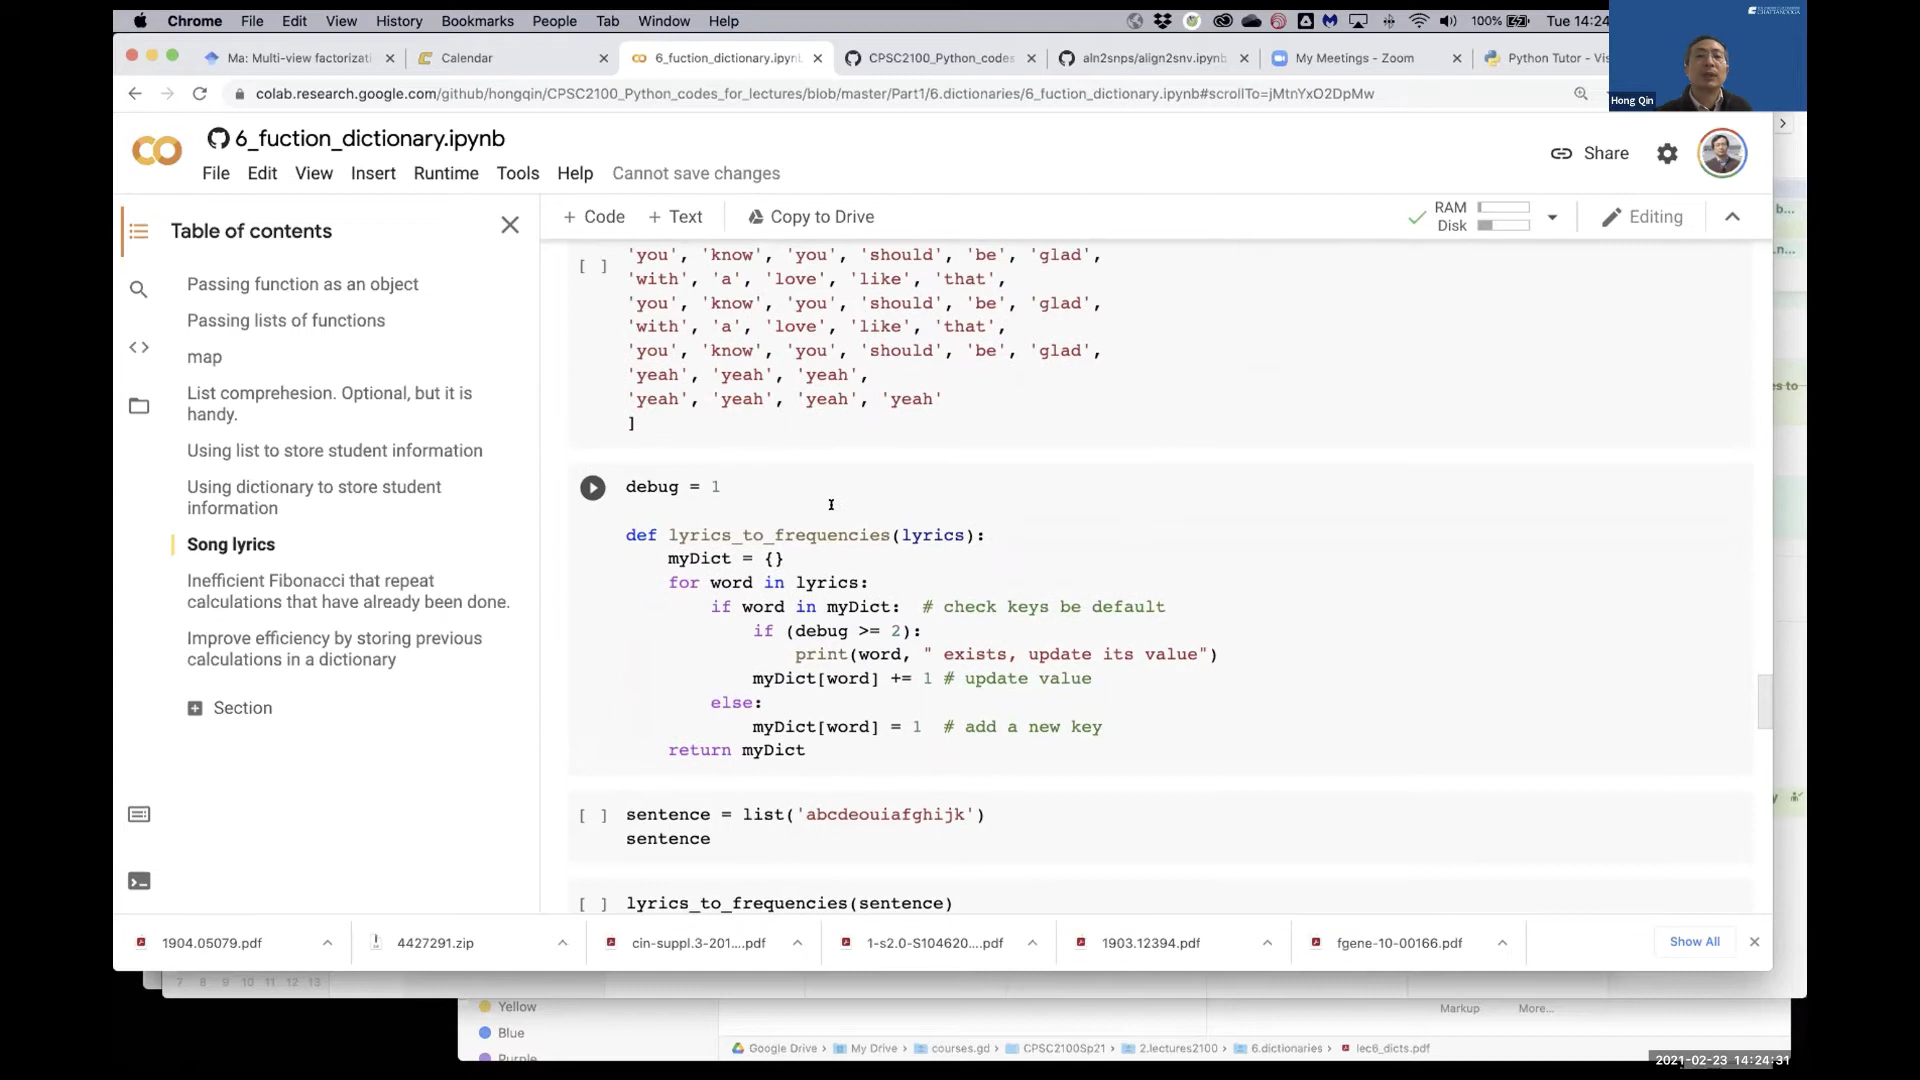 Chrome File Edit View History Bookmarks People Tab Window Help 100% Tue 14:24
Ma: Multi-view factorizati Calendar 6_fuction_dictionary.ipynb CPSC2100_Python_codes aln2snps/align2snv.ipynb My Meetings - Zoom Python Tutor - Vis
colab.research.google.com/github/hongqin/CPSC2100_Python_codes_for_lectures/blob/master/Part1/6.dictionaries/6_fuction_dictionary.ipynb#scrollTo=jMtnYxO2DpMw
CHATTANOOGA
Hong Qin
6_fuction_dictionary.ipynb
File Edit View Insert Runtime Tools Help Cannot save changes
Share
Table of contents
Passing function as an object
Passing lists of functions
map
List comprehesion. Optional, but it is
handy.
Using list to store student information
Using dictionary to store student
information
Song lyrics
Inefficient Fibonacci that repeat
calculations that have already been done.
Improve efficiency by storing previous
calculations in a dictionary
Section
+ Code + Text Copy to Drive
RAM
Disk
Editing
'you', 'know', 'you', 'should', 'be', 'glad',
[ ]
'with', 'a', 'love', 'like', 'that',
'you', 'know', 'you', 'should', 'be', 'glad',
'with', 'a', 'love', 'like', 'that',
'you', 'know', 'you', 'should', 'be', 'glad',
'yeah', 'yeah', 'yeah',
'yeah', 'yeah', 'yeah', 'yeah'
]
debug = 1
def lyrics_to_frequencies(lyrics):
myDict = {}
for word in lyrics:
if word in myDict: # check keys be default
if (debug >= 2):
print(word, " exists, update its value")
myDict[word] += 1 # update value
else:
myDict[word] = 1 # add a new key
return myDict
[ ] sentence = list('abcdeouiafghijk')
sentence
[ ] lyrics_to_frequencies(sentence)
1904.05079.pdf 4427291.zip cin-suppl.3-201....pdf 1-s2.0-S104620....pdf 1903.12394.pdf fgene-10-00166.pdf Show All
7 8 9 10 11 12 13
Yellow
Blue
Purple
Markup More...
Google Drive › My Drive › courses.gd › CPSC2100Sp21 › 2.lectures2100 › 6.dictionaries › lec6_dicts.pdf
2021-02-23 14:24:31